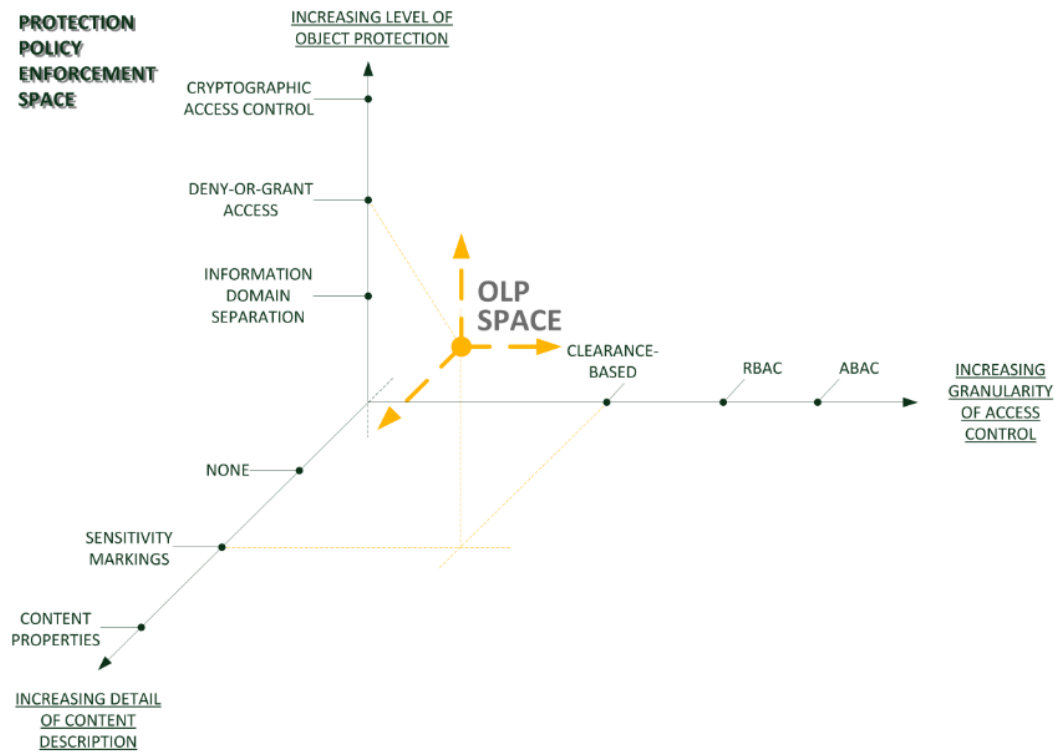 PROTECTION
POLICY
ENFORCEMENT
SPACE
INCREASING LEVEL OF
OBJECT PROTECTION
CRYPTOGRAPHIC
ACCESS CONTROL
DENY-OR-GRANT
ACCESS
INFORMATION
DOMAIN
SEPARATION
OLP
SPACE
CLEARANCE-
BASED
RBAC
ABAC
INCREASING
GRANULARITY
OF ACCESS
CONTROL
NONE
SENSITIVITY
MARKINGS
CONTENT
PROPERTIES
INCREASING DETAIL
OF CONTENT
DESCRIPTION